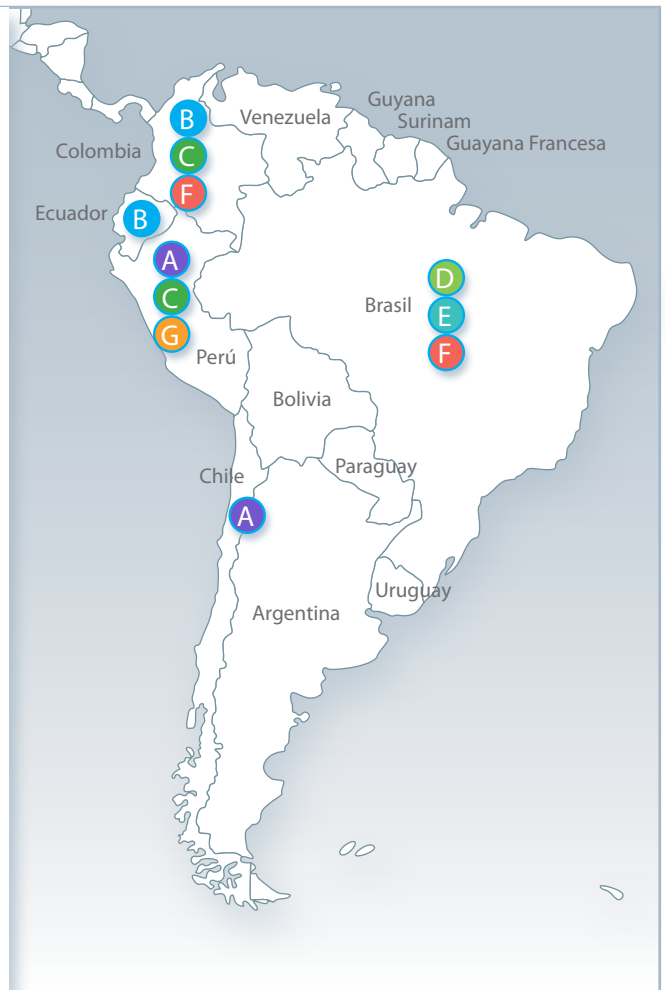 Guyana
Surinam
Guayana Francesa
Venezuela
B
Colombia
C
F
Ecuador
B
A
C
G
Perú
D
Brasil
E
F
Bolivia
Paraguay
Chile
A
Uruguay
Argentina